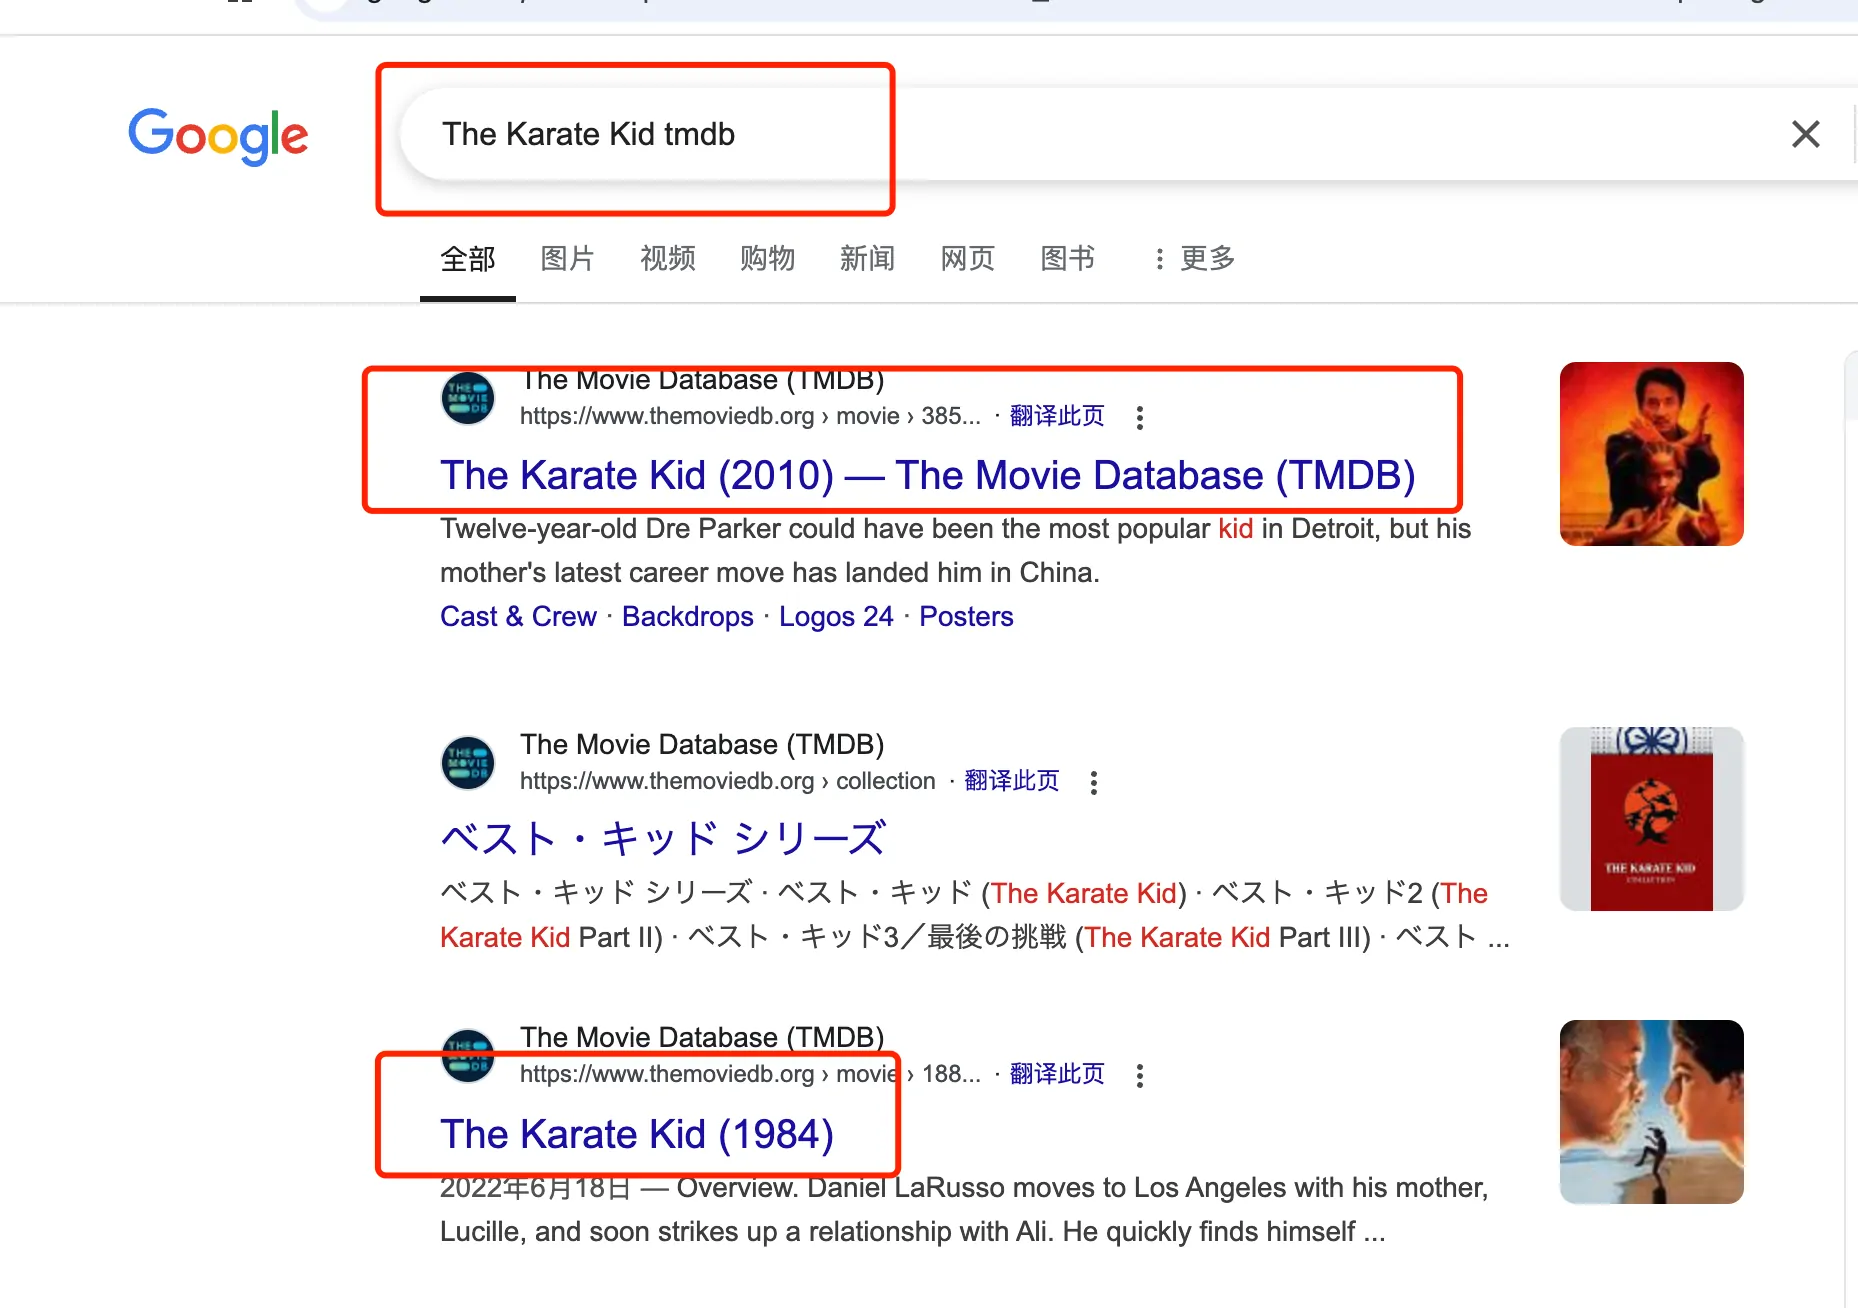 Google
The Karate Kid tmdb
全部 图片 视频 购物 新闻 网页 图书 更多
The Movie Database (TMDB)
https://www.themoviedb.org › movie › 385... · 翻译此页
The Karate Kid (2010) — The Movie Database (TMDB)
Twelve-year-old Dre Parker could have been the most popular kid in Detroit, but his
mother's latest career move has landed him in China.
Cast & Crew · Backdrops · Logos 24 · Posters
THE MOVIE DB
The Movie Database (TMDB)
https://www.themoviedb.org › collection · 翻译此页
ベスト・キッド シリーズ
ベスト・キッド シリーズ · ベスト・キッド (The Karate Kid) · ベスト・キッド2 (The
Karate Kid Part II) · ベスト・キッド3／最後の挑戦 (The Karate Kid Part III) · ベスト ...
THE KARATE KID
COLLECTION
The Movie Database (TMDB)
https://www.themoviedb.org › movie › 188... · 翻译此页
The Karate Kid (1984)
2022年6月18日 — Overview. Daniel LaRusso moves to Los Angeles with his mother,
Lucille, and soon strikes up a relationship with Ali. He quickly finds himself ...